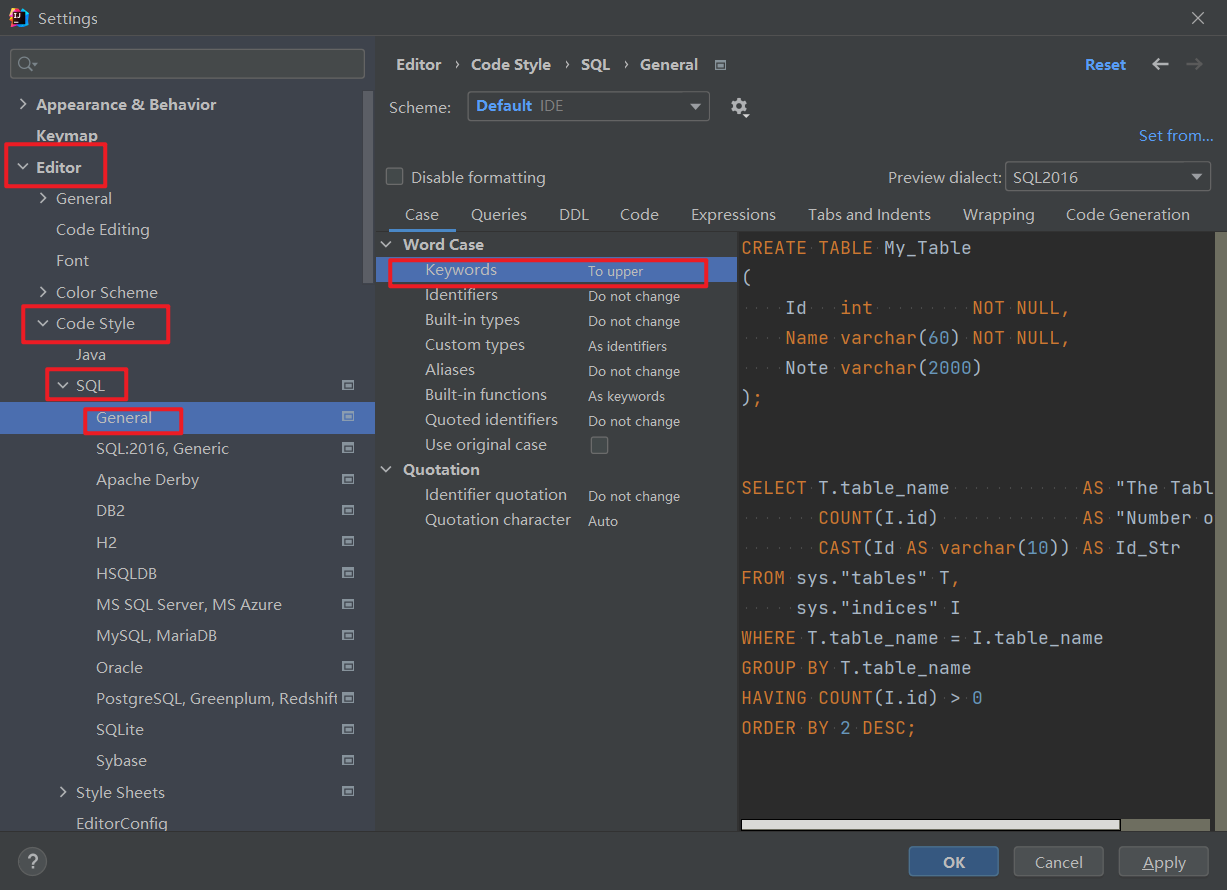 Settings
Appearance & Behavior
Keymap
Editor
General
Code Editing
Font
Color Scheme
Code Style
Java
SQL
General
SQL:2016, Generic
Apache Derby
DB2
H2
HSQLDB
MS SQL Server, MS Azure
MySQL, MariaDB
Oracle
PostgreSQL, Greenplum, Redshift
SQLite
Sybase
Style Sheets
EditorConfig
Editor › Code Style › SQL › General
Reset
Scheme: Default IDE
Set from...
Disable formatting
Preview dialect: SQL2016
Case Queries DDL Code Expressions Tabs and Indents Wrapping Code Generation
Word Case
Keywords To upper
Identifiers Do not change
Built-in types Do not change
Custom types As identifiers
Aliases Do not change
Built-in functions As keywords
Quoted identifiers Do not change
Use original case
Quotation
Identifier quotation Do not change
Quotation character Auto
CREATE TABLE My_Table
(
Id int NOT NULL,
Name varchar(60) NOT NULL,
Note varchar(2000)
);
SELECT T.table_name AS "The Tabl
COUNT(I.id) AS "Number o
CAST(Id AS varchar(10)) AS Id_Str
FROM sys."tables" T,
sys."indices" I
WHERE T.table_name = I.table_name
GROUP BY T.table_name
HAVING COUNT(I.id) > 0
ORDER BY 2 DESC;
?
OK Cancel Apply